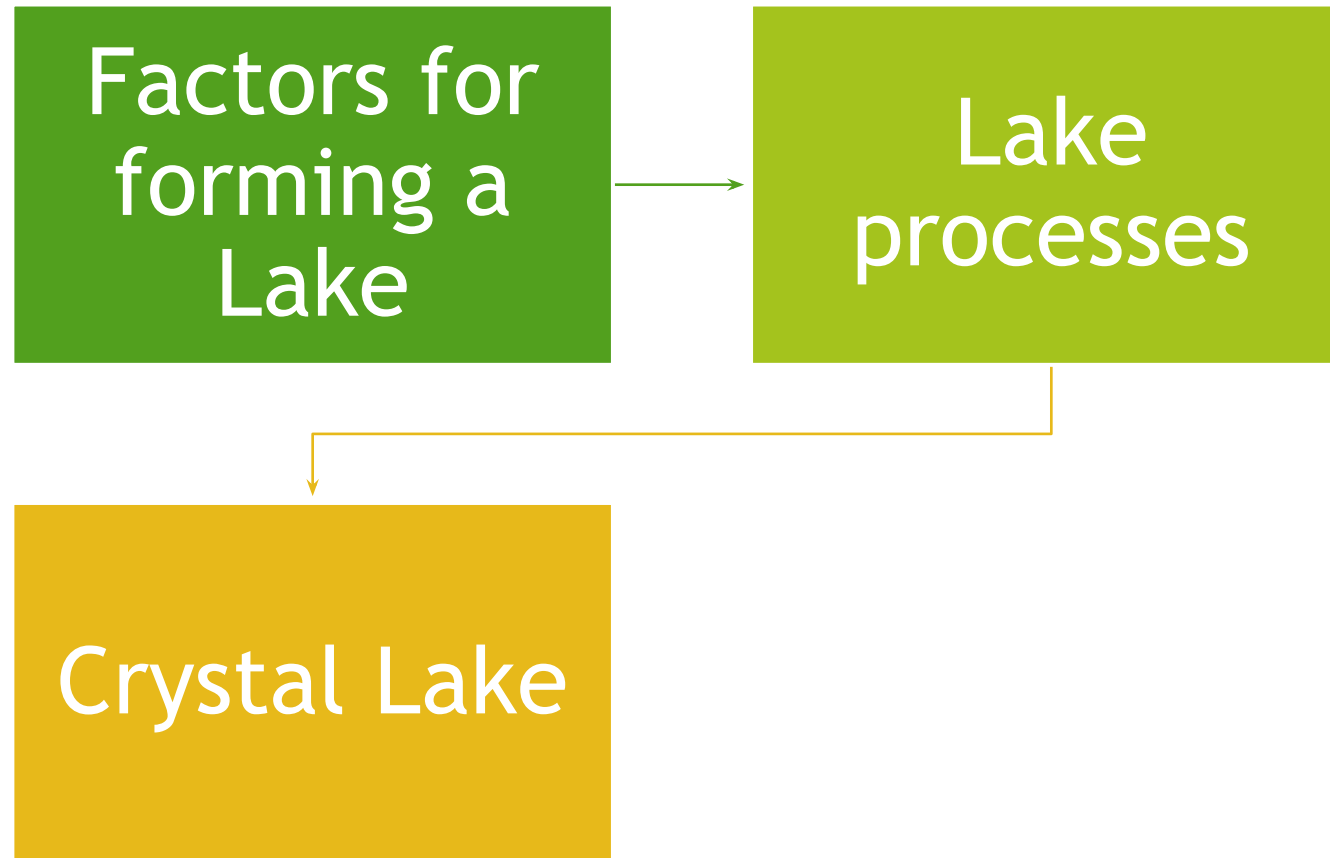 Factors for
forming a
Lake
Lake
processes
Crystal Lake